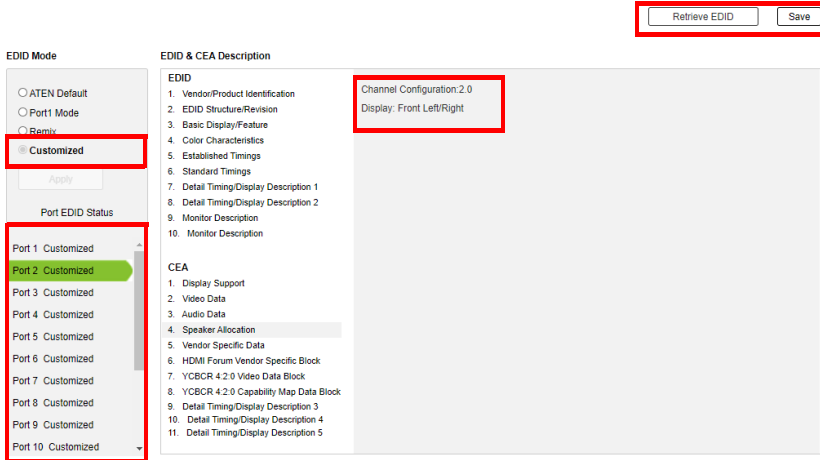 Retrieve EDID
Save
EDID Mode
EDID & CEA Description
ATEN Default
Port1 Mode
Remix
Customized
Apply
Port EDID Status
Port 1 Customized
Port 2 Customized
Port 3 Customized
Port 4 Customized
Port 5 Customized
Port 6 Customized
Port 7 Customized
Port 8 Customized
Port 9 Customized
Port 10 Customized
EDID
1. Vendor/Product Identification
2. EDID Structure/Revision
3. Basic Display/Feature
4. Color Characteristics
5. Established Timings
6. Standard Timings
7. Detail Timing/Display Description 1
8. Detail Timing/Display Description 2
9. Monitor Description
10. Monitor Description
CEA
1. Display Support
2. Video Data
3. Audio Data
4. Speaker Allocation
5. Vendor Specific Data
6. HDMI Forum Vendor Specific Block
7. YCBCR 4:2:0 Video Data Block
8. YCBCR 4:2:0 Capability Map Data Block
9. Detail Timing/Display Description 3
10. Detail Timing/Display Description 4
11. Detail Timing/Display Description 5
Channel Configuration:2.0
Display: Front Left/Right